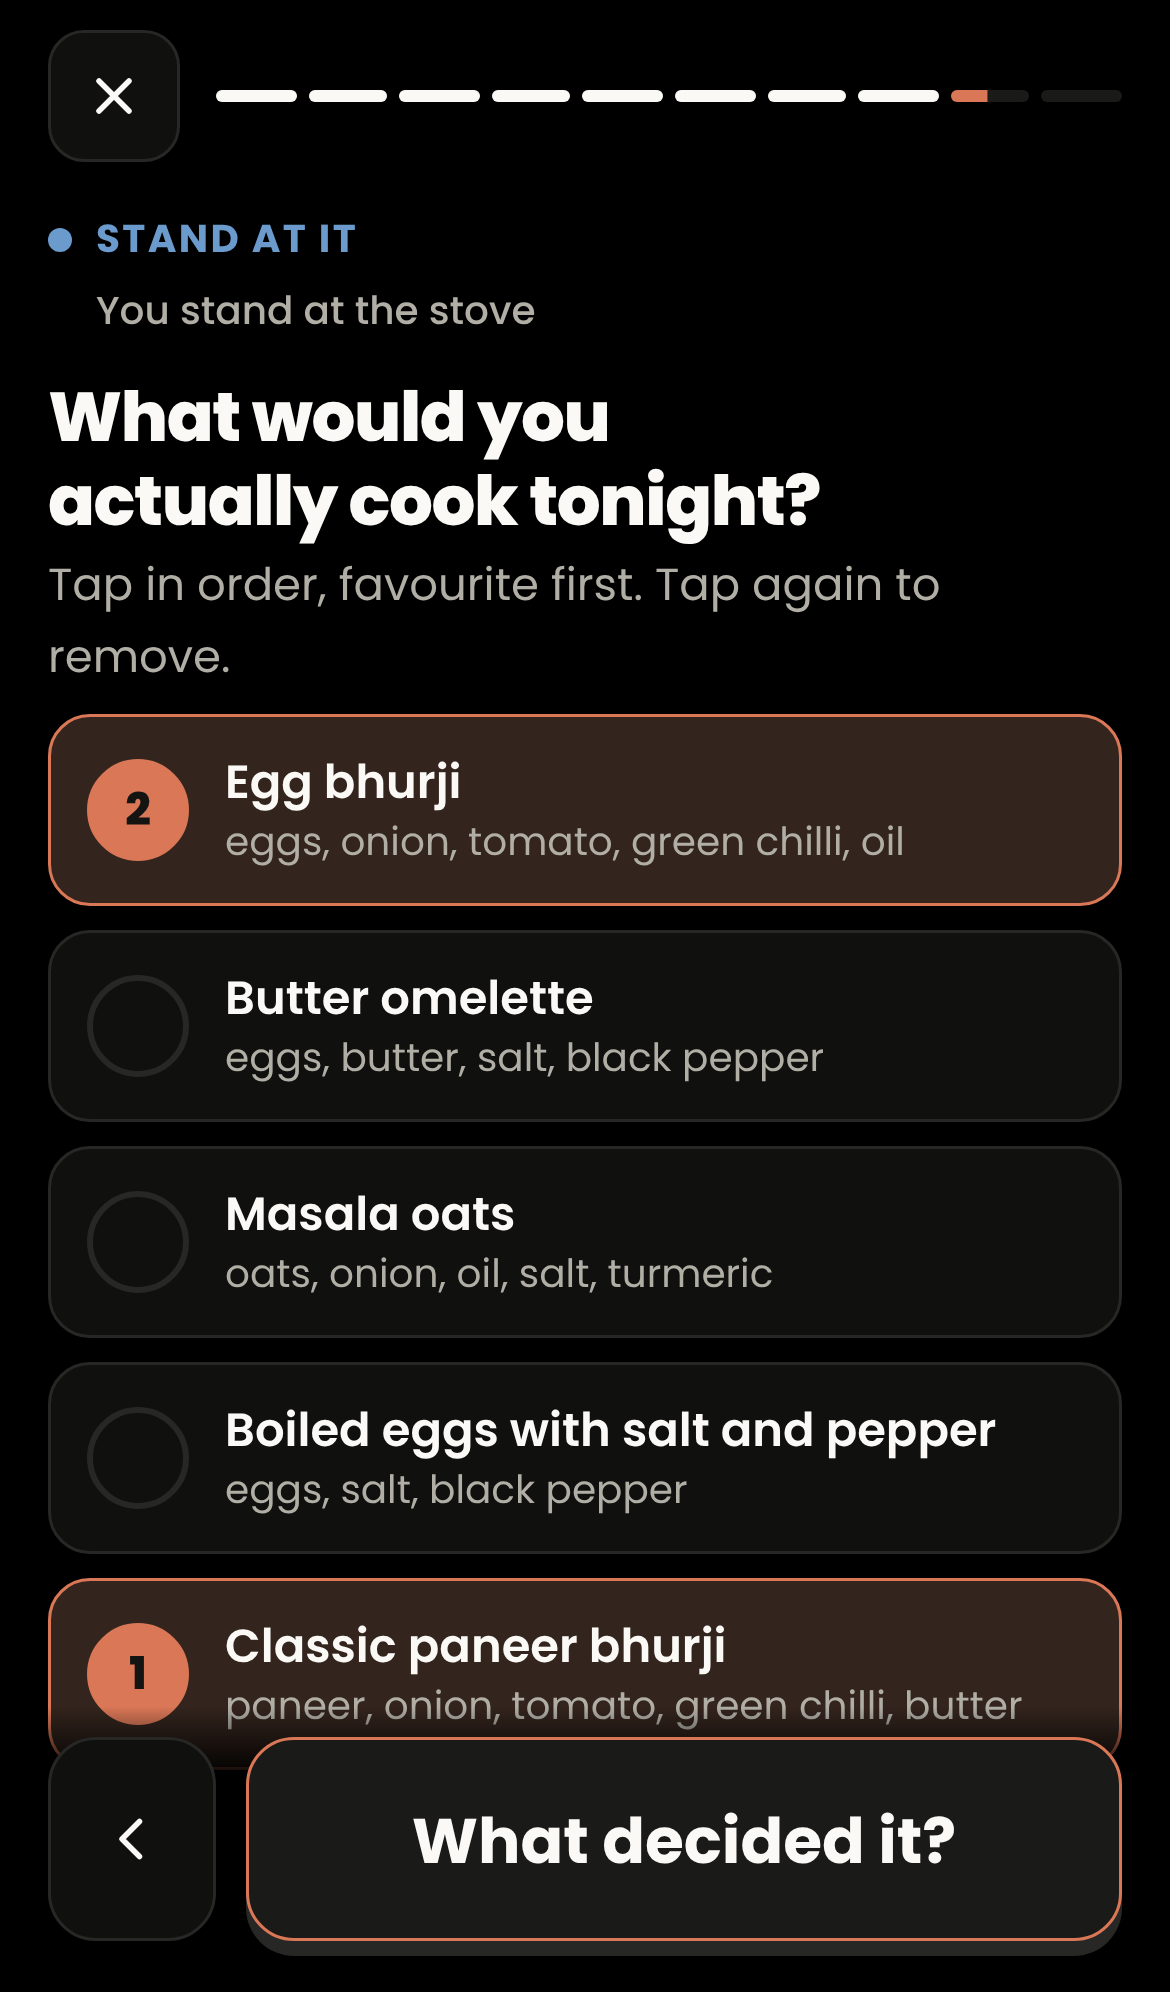 STAND AT IT
You stand at the stove
What would you
actually cook tonight?
Tap in order, favourite first. Tap again to
remove.
2
Egg bhurji
eggs, onion, tomato, green chilli, oil
Butter omelette
eggs, butter, salt, black pepper
Masala oats
oats, onion, oil, salt, turmeric
Boiled eggs with salt and pepper
eggs, salt, black pepper
1
Classic paneer bhurji
paneer, onion, tomato, green chilli, butter
What decided it?